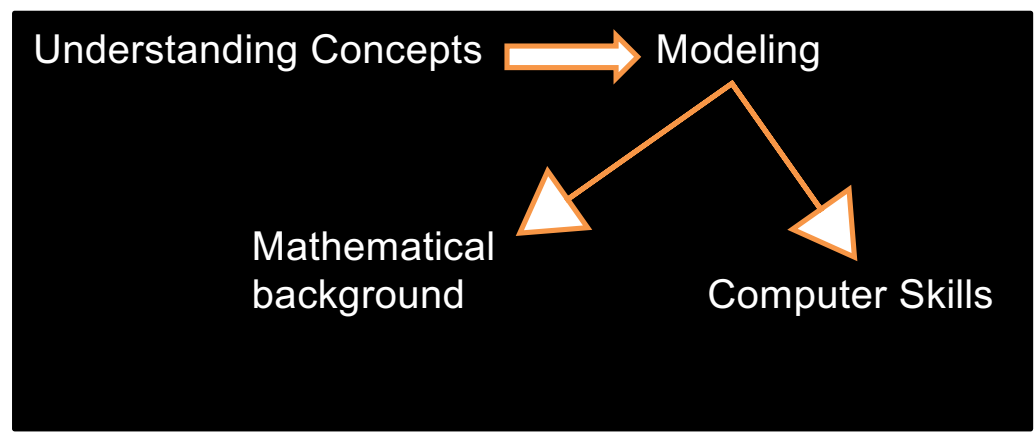 Understanding Concepts
Modeling
Mathematical
background
Computer Skills